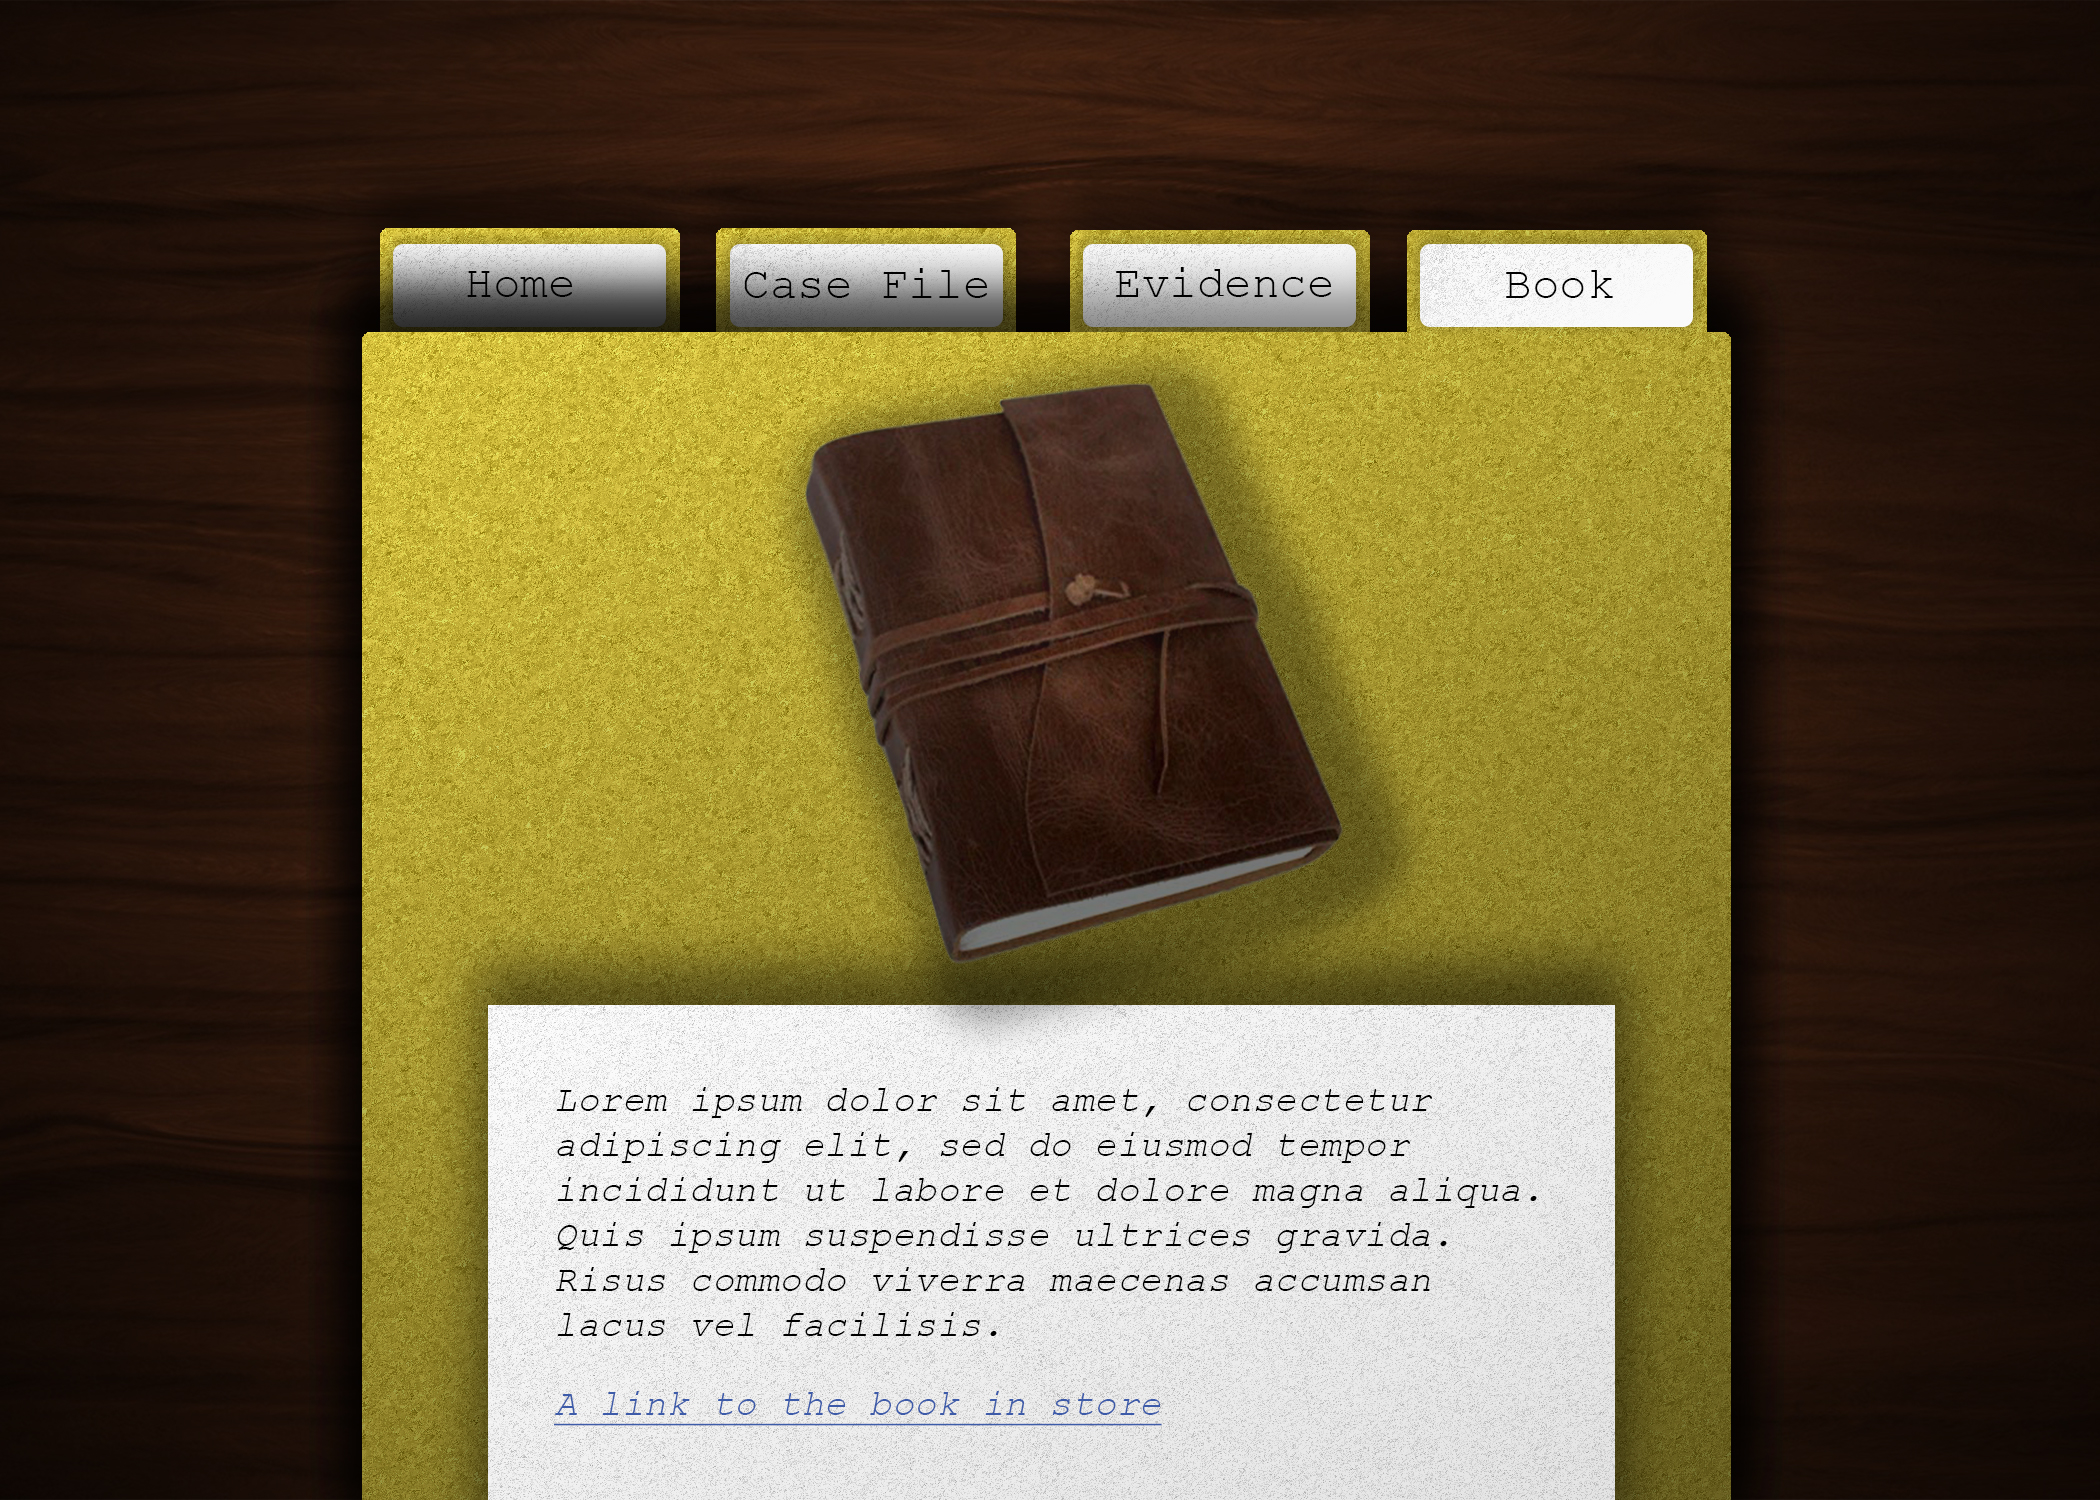 Home
Case File
Evidence
Book
Lorem ipsum dolor sit amet, consectetur
adipiscing elit, sed do eiusmod tempor
incididunt ut labore et dolore magna aliqua.
Quis ipsum suspendisse ultrices gravida.
Risus commodo viverra maecenas accumsan
lacus vel facilisis.
A link to the book in store